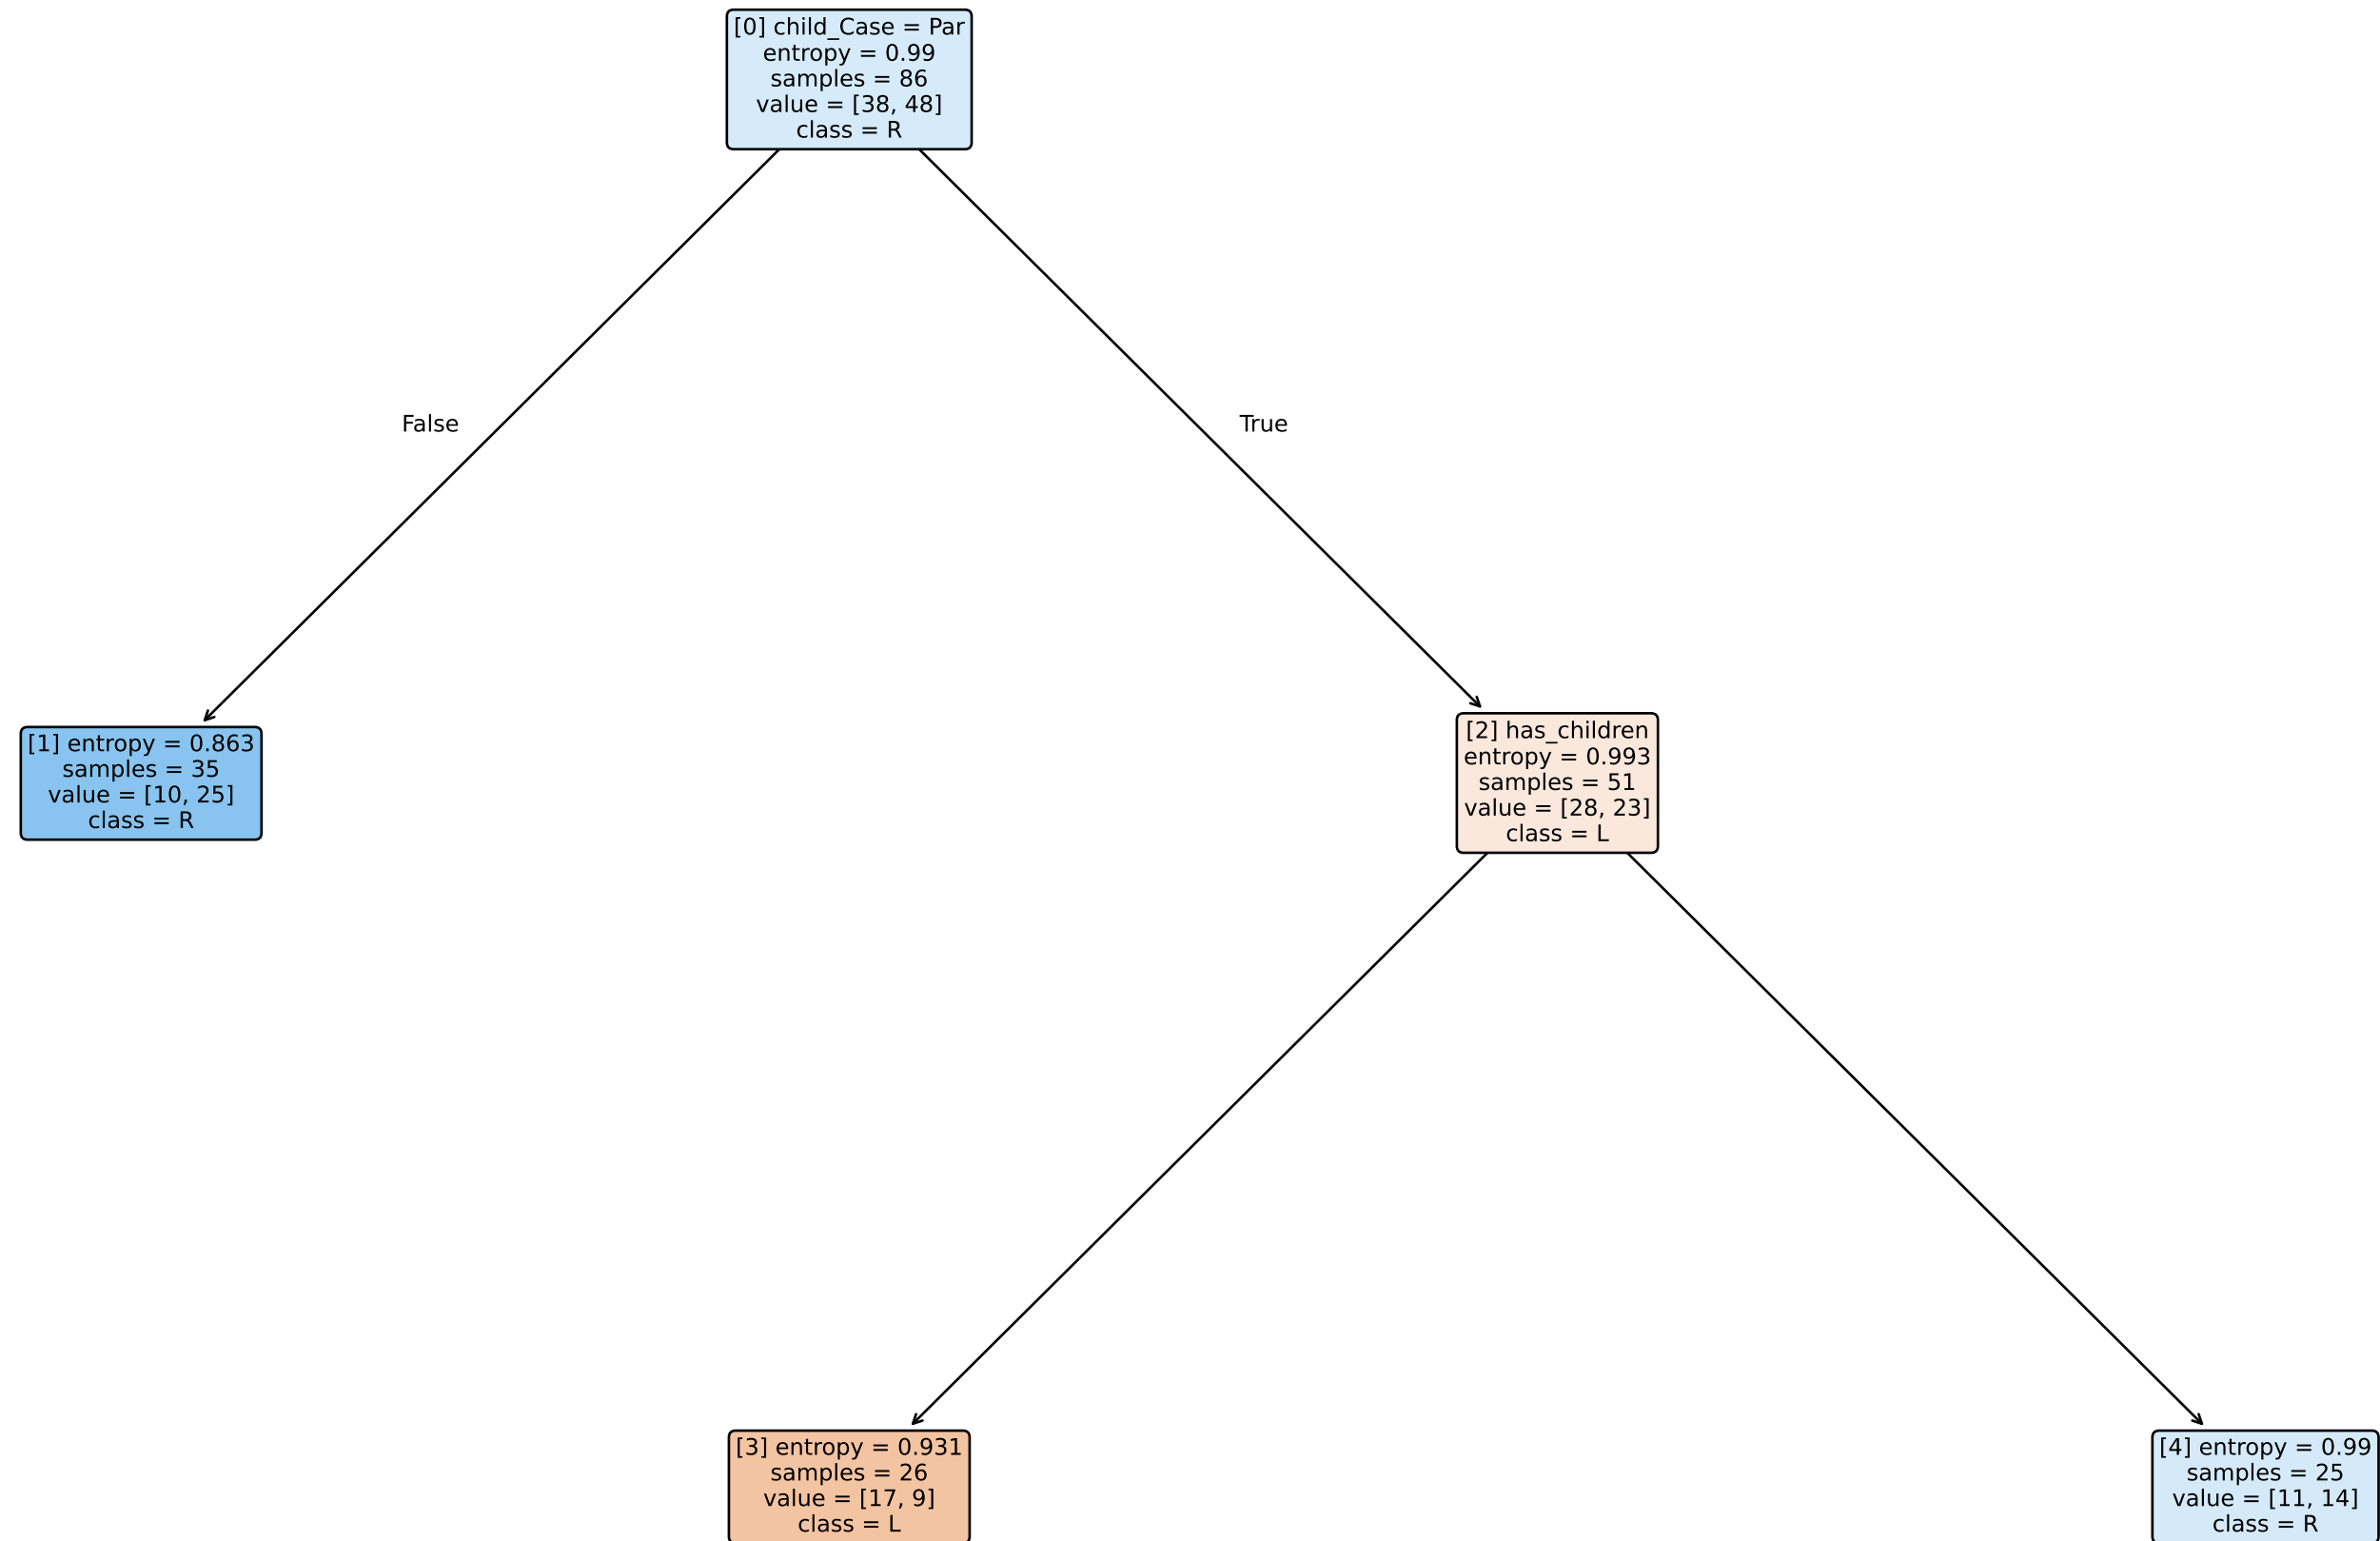 [0] child_Case = Par
entropy = 0.99
samples = 86
value = [38, 48]
class = R
False
True
[1] entropy = 0.863
samples = 35
value = [10, 25]
class = R
[2] has_children
entropy = 0.993
samples = 51
value = [28, 23]
class = L
[3] entropy = 0.931
samples = 26
value = [17, 9]
class = L
[4] entropy = 0.99
samples = 25
value = [11, 14]
class = R